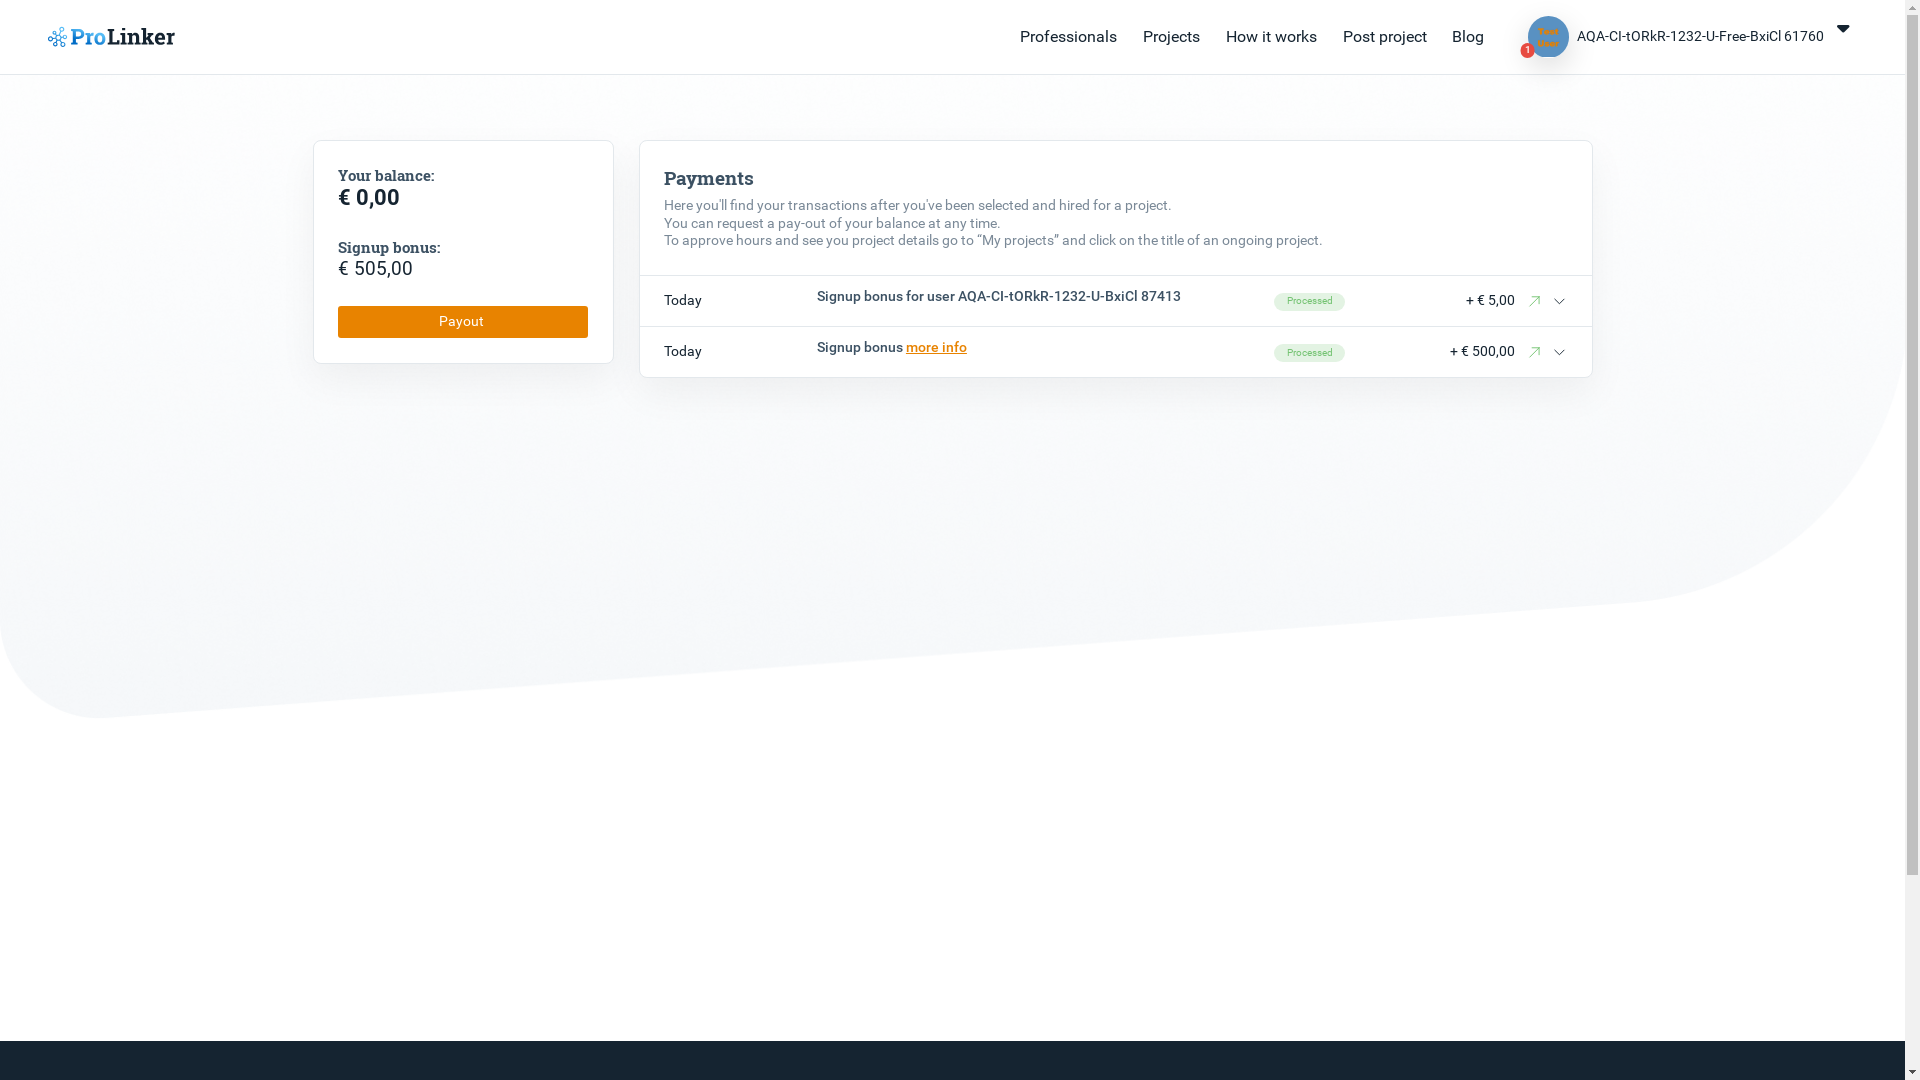 ProLinker
Professionals Projects How it works Post project Blog
Test
User
1
AQA-CI-tORkR-1232-U-Free-BxiCl 61760
Your balance:
€ 0,00
Signup bonus:
€ 505,00
Payout
Payments
Here you'll find your transactions after you've been selected and hired for a project.
You can request a pay-out of your balance at any time.
To approve hours and see you project details go to “My projects” and click on the title of an ongoing project.
Today Signup bonus for user AQA-CI-tORkR-1232-U-BxiCl 87413 Processed + € 5,00
Today Signup bonus more info Processed + € 500,00